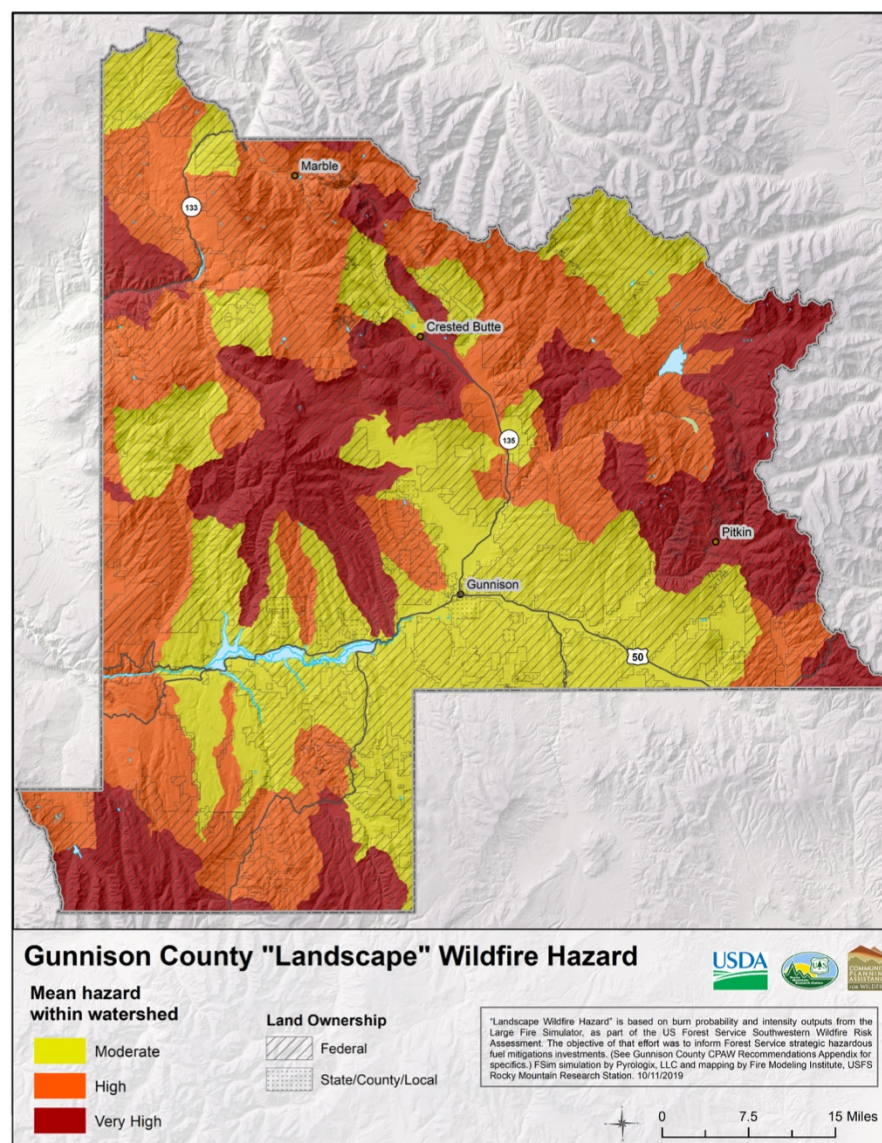 Marble
133
Crested Butte
135
Pitkin
Gunnison
50
Gunnison County "Landscape" Wildfire Hazard
Mean hazard
within watershed
Moderate
High
Very High
Land Ownership
Federal
State/County/Local
USDA
COMMUNITY
PLANNING
ASSISTANCE
FOR WILDFIRE
"Landscape Wildfire Hazard" is based on burn probability and intensity outputs from the
Large Fire Simulator, as part of the US Forest Service Southwestern Wildfire Risk
Assessment. The objective of that effort was to inform Forest Service strategic hazardous
fuel mitigations investments. (See Gunnison County CPAW Recommendations Appendix for
specifics.) FSim simulation by Pyrologix, LLC and mapping by Fire Modeling Institute, USFS
Rocky Mountain Research Station. 10/11/2019
0 7.5 15 Miles